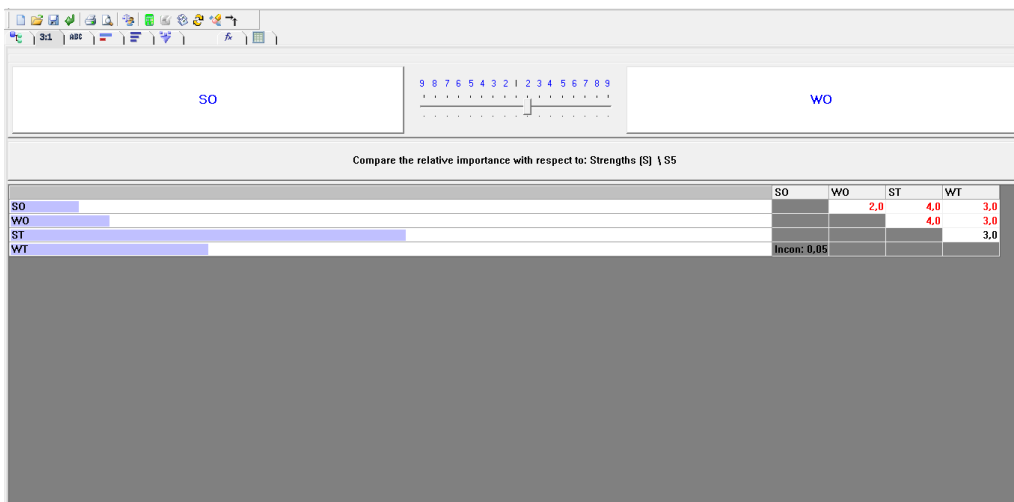 3:1 ABC fx
9 8 7 6 5 4 3 2 1 2 3 4 5 6 7 8 9
SO WO
Compare the relative importance with respect to: Strengths (S) \ S5
SO WO ST WT
SO 2,0 4,0 3,0
WO 4,0 3,0
ST 3,0
WT Incon: 0,05